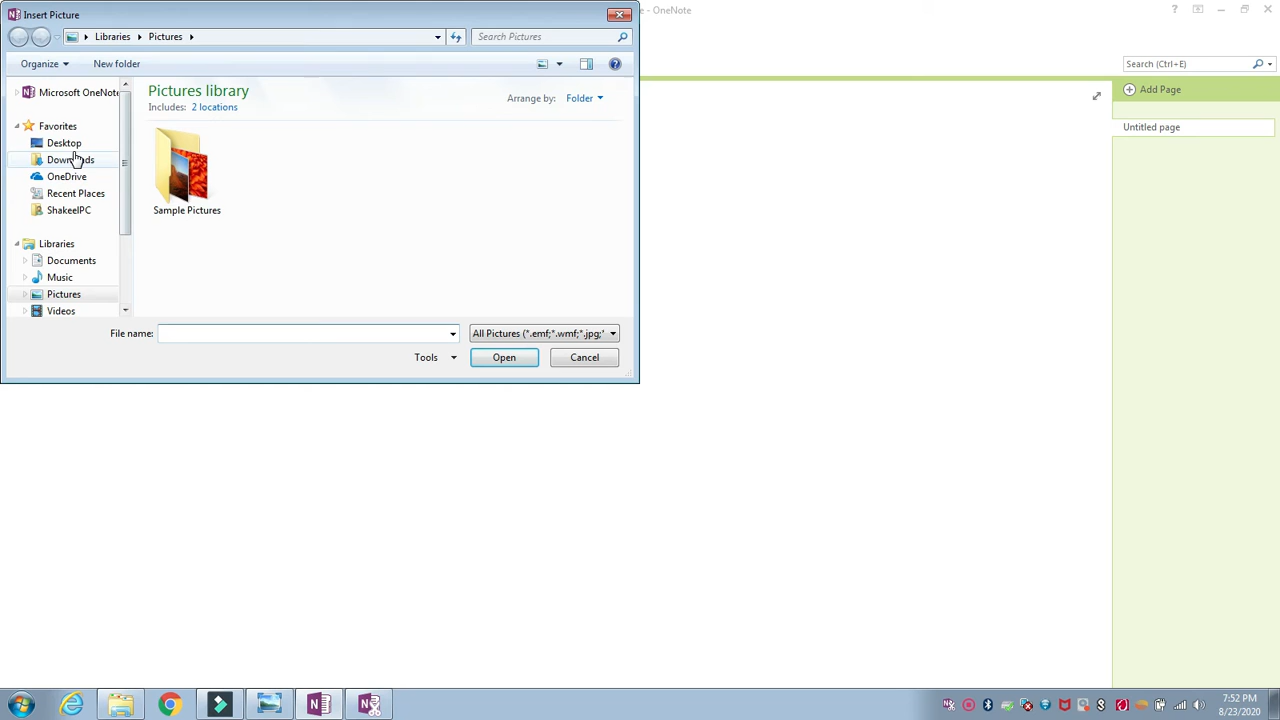 Insert Picture
e - OneNote
?
Libraries
Pictures
Search Pictures
Organize
New folder
Search (Ctrl+E)
Microsoft OneNote
Pictures library
Includes: 2 locations
Arrange by: Folder
Add Page
Favorites
Desktop
Downloads
OneDrive
Recent Places
ShakeelPC
Sample Pictures
Untitled page
Libraries
Documents
Music
Pictures
Videos
File name:
All Pictures (*.emf;*.wmf;*.jpg;*
Tools
Open
Cancel
7:52 PM
8/23/2020